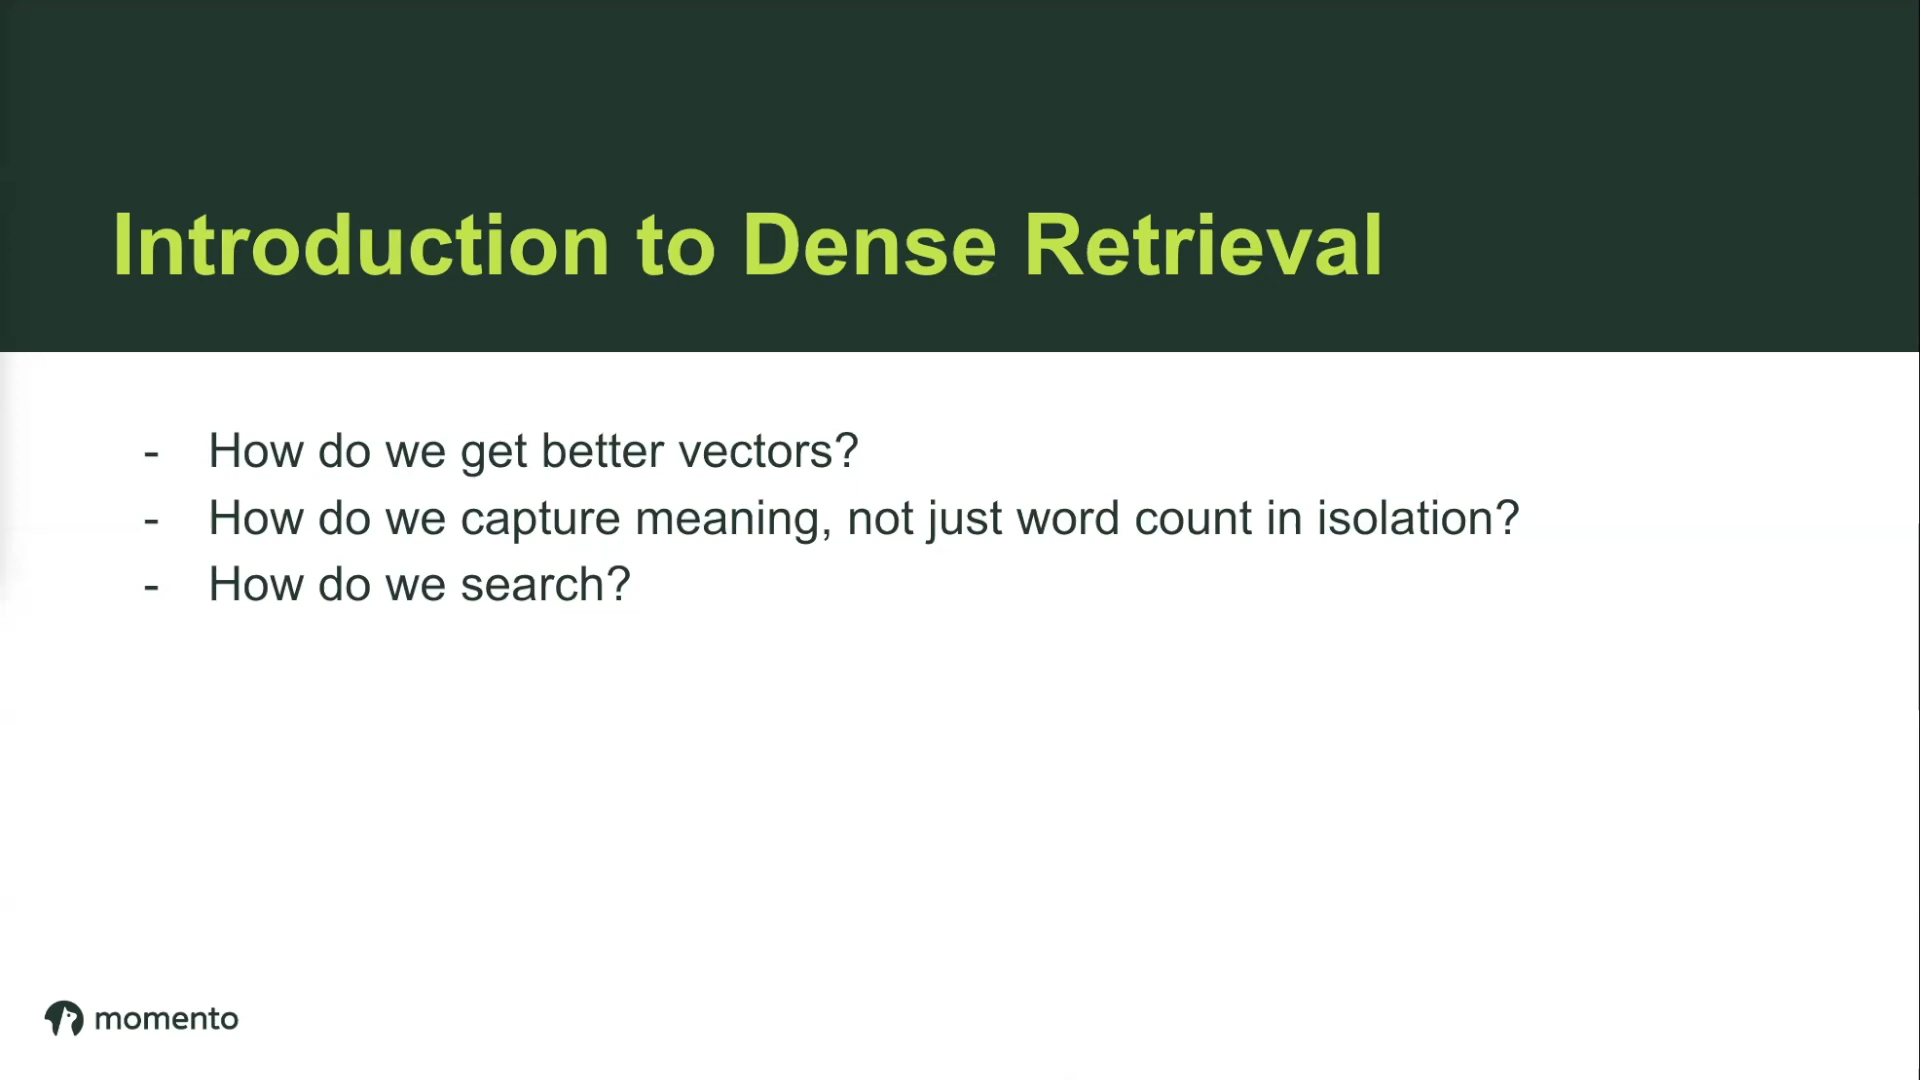 Introduction to Dense Retrieval
- How do we get better vectors?
- How do we capture meaning, not just word count in isolation?
- How do we search?
momento